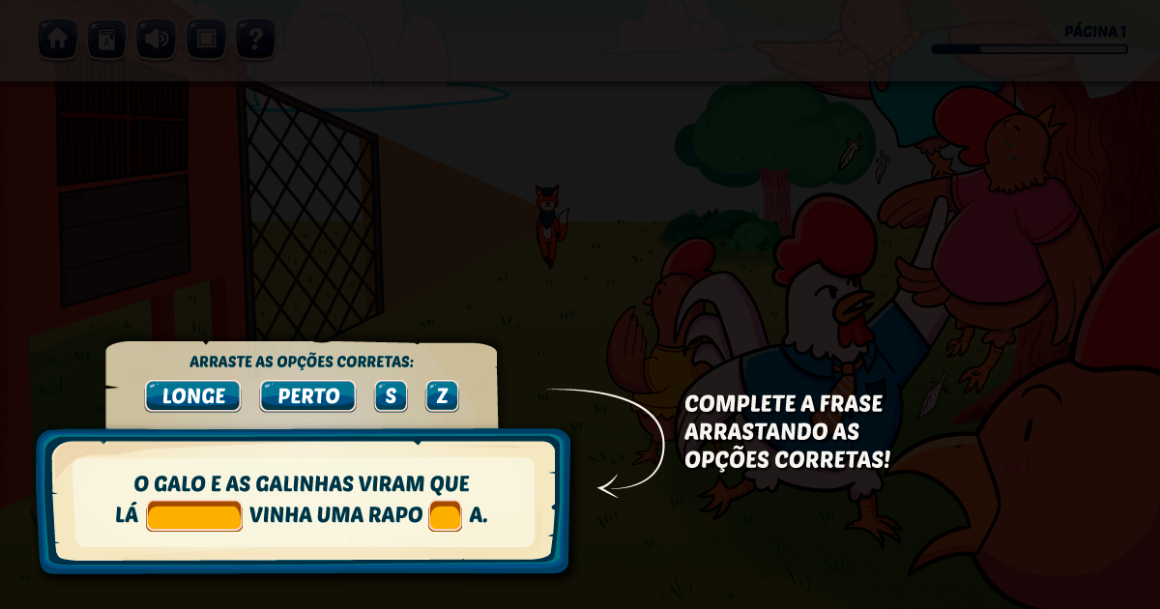 PÁGINA 1
ARRASTE AS OPÇÕES CORRETAS:
LONGE PERTO S Z
O GALO E AS GALINHAS VIRAM QUE
LÁ VINHA UMA RAPO A.
COMPLETE A FRASE
ARRASTANDO AS
OPÇÕES CORRETAS!